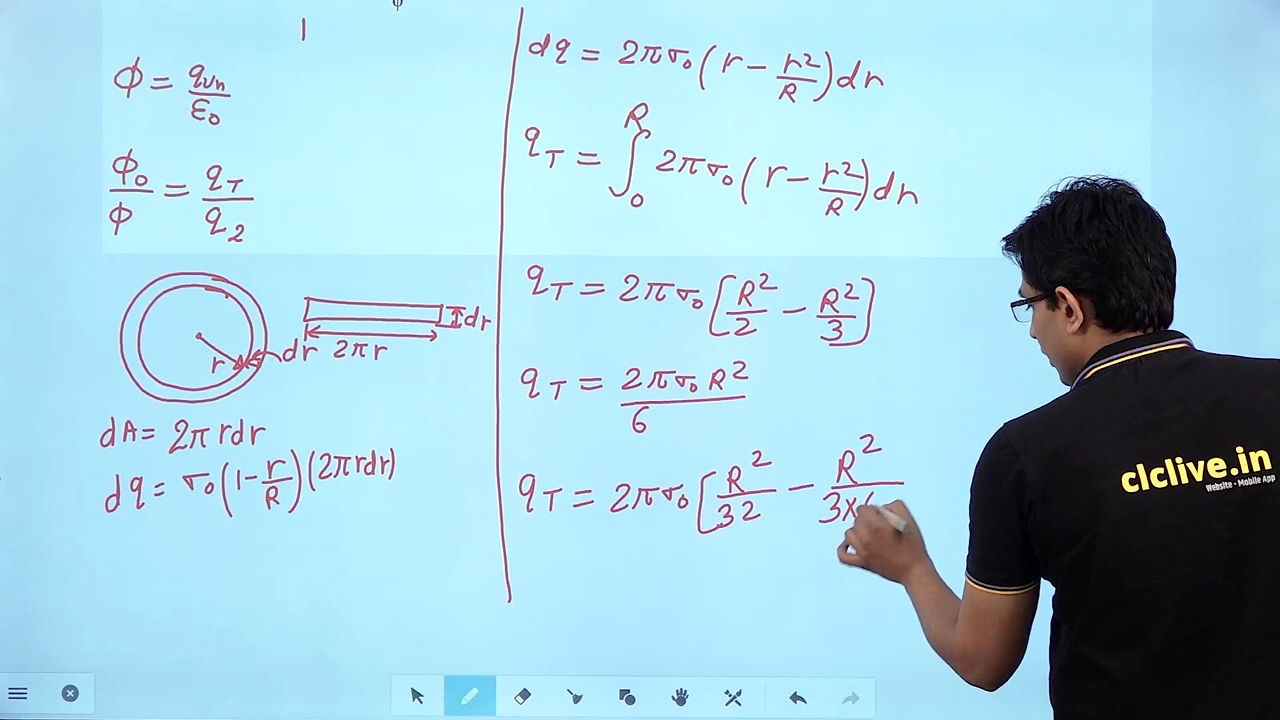 φ
|
φ = q_un/ε₀
φ₀/φ = q_T/q₂
dr
r dr 2πr
dA = 2πrdr
dq = σ₀(1 - r/R)(2πrdr)
dq = 2πσ₀(r - r²/R)dr
q_T = ∫₀ᴿ 2πσ₀(r - r²/R)dr
q_T = 2πσ₀[R²/2 - R²/3]
q_T = 2πσ₀R²/6
q_T = 2πσ₀[R²/32 - R²/3×
clclive.in
Website • Mobile App